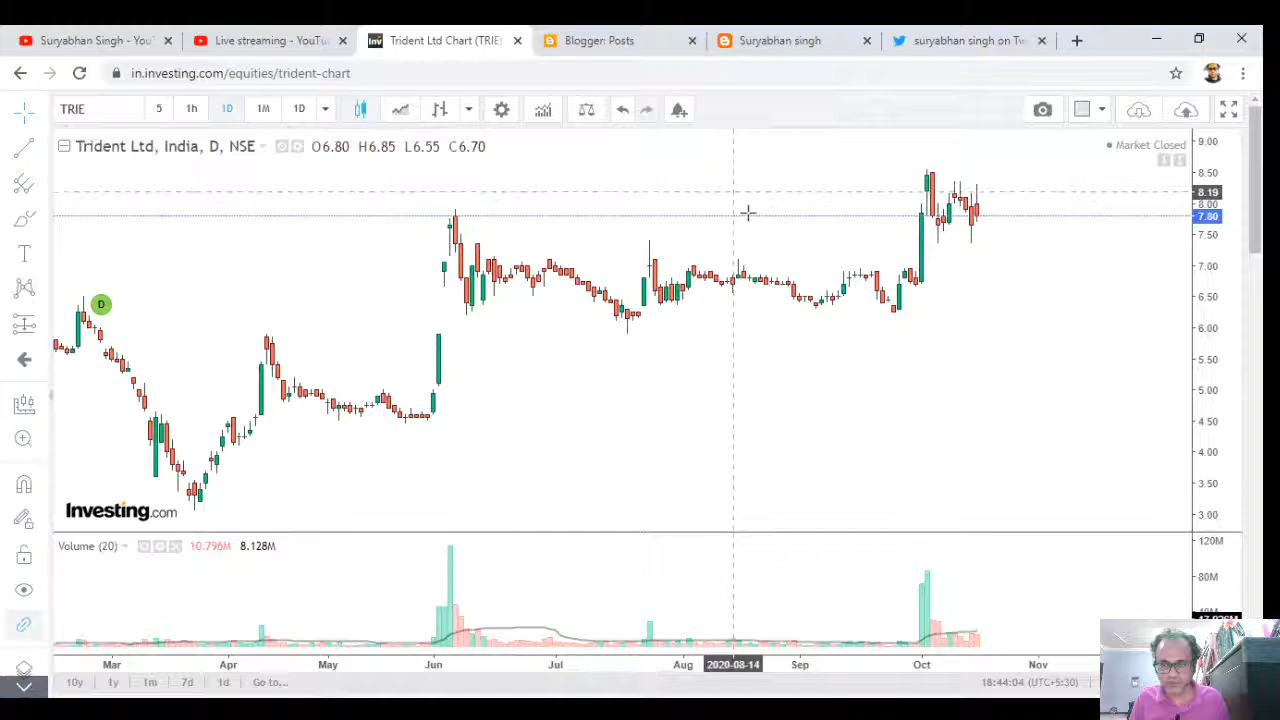 Suryabhan Singh - You
Live streaming - YouTu
Trident Ltd Chart (TRIE)
Blogger: Posts
Suryabhan singh
suryabhan singh on Tw
in.investing.com/equities/trident-chart
TRIE 5 1h 1D 1M 1D
Trident Ltd, India, D, NSE O6.80 H6.85 L6.55 C6.70
Market Closed
9.00
8.50
8.19
8.00
7.80
7.50
7.00
6.50
6.00
5.50
5.00
4.50
4.00
3.50
3.00
D
Investing.com
Volume (20) 10.796M 8.128M
120M
80M
Mar Apr May Jun Jul Aug 2020-08-14 Sep Oct Nov
10y 1y 1m 7d 1d Go to... 18:44:04 (UTC+5:30)